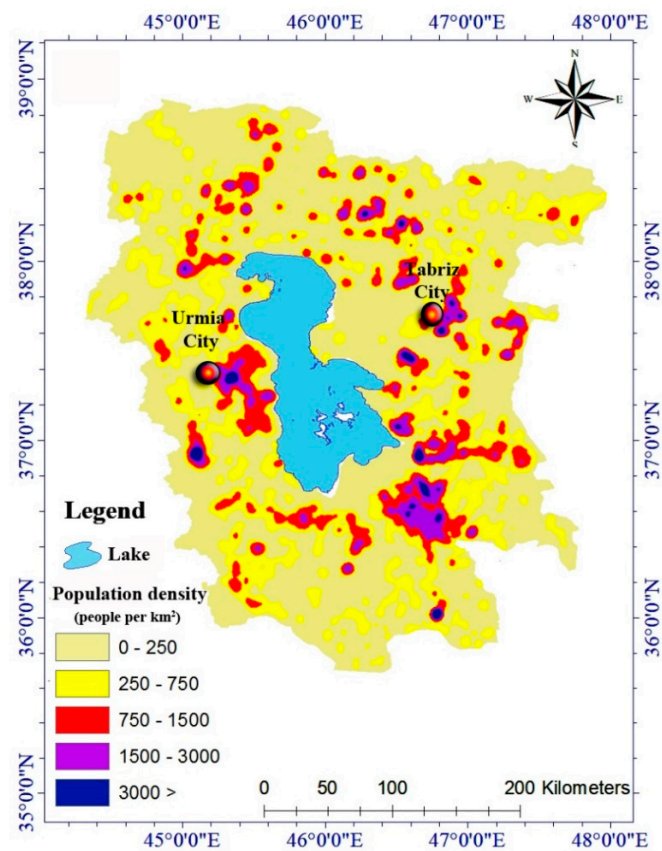 45°0'0"E 46°0'0"E 47°0'0"E 48°0'0"E
39°0'0"N
38°0'0"N
37°0'0"N
36°0'0"N
35°0'0"N
N
W E
S
39°0'0"N
38°0'0"N
37°0'0"N
36°0'0"N
35°0'0"N
Labriz
City
Urmia
City
Legend
Lake
Population density
(people per km²)
0 - 250
250 - 750
750 - 1500
1500 - 3000
3000 >
0 50 100 200 Kilometers
45°0'0"E 46°0'0"E 47°0'0"E 48°0'0"E